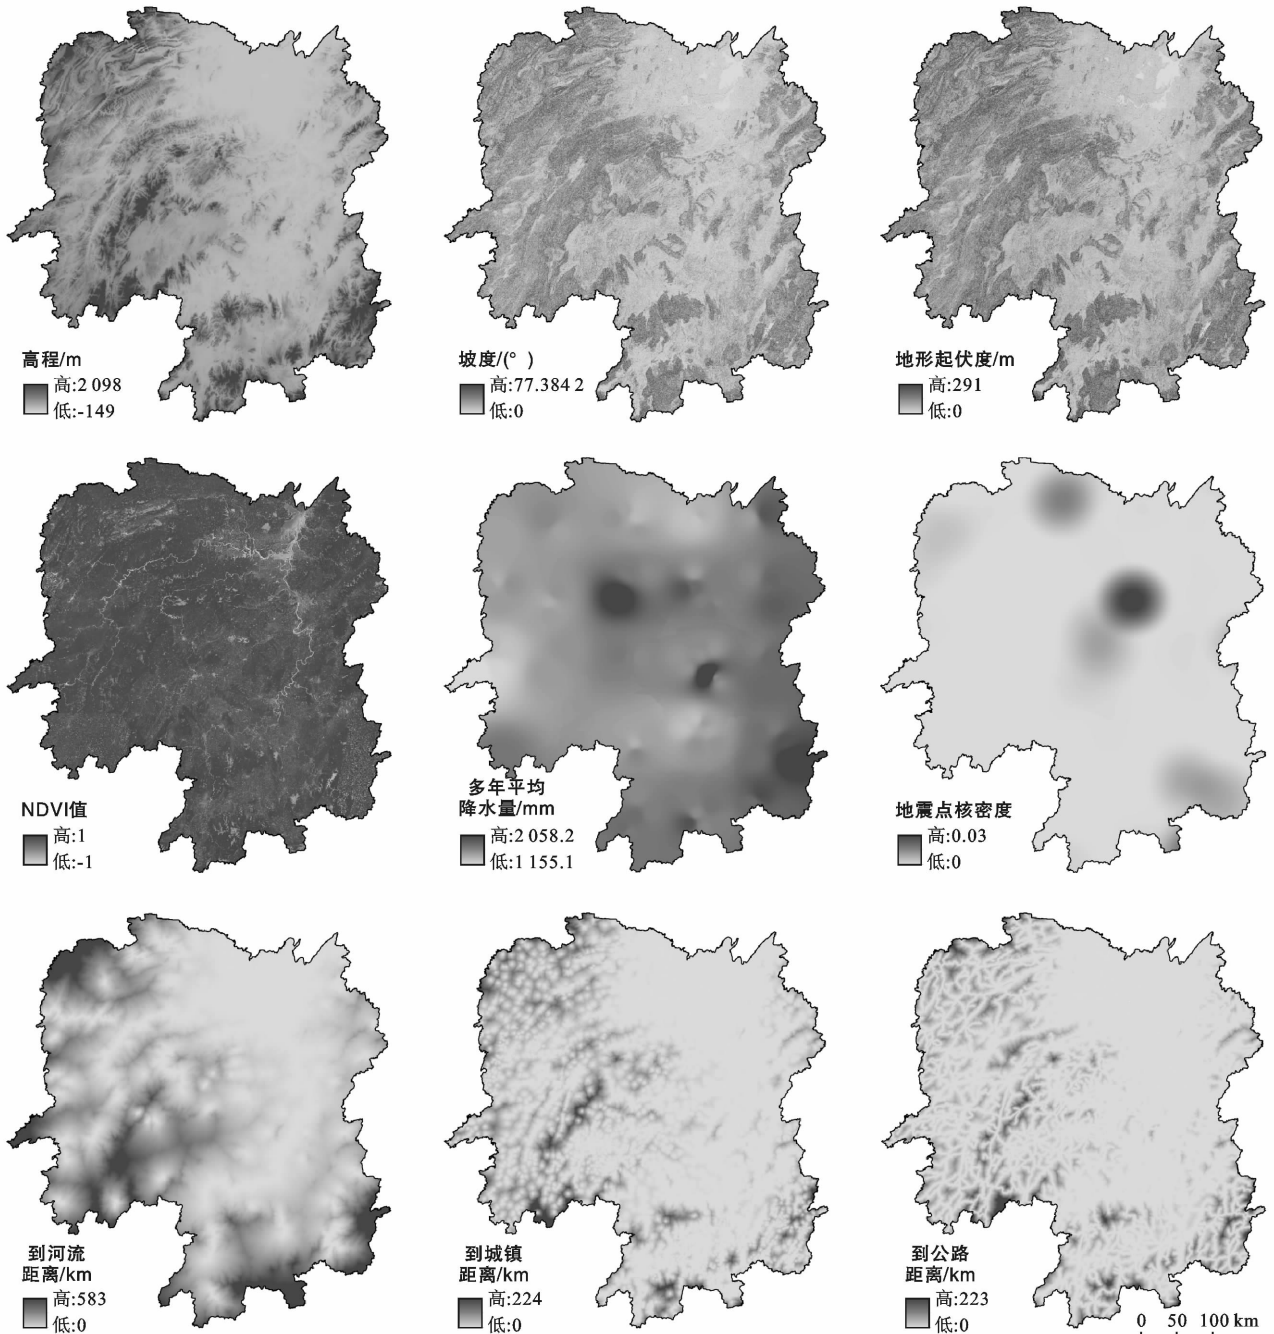 高程/m
高:2 098
低:-149
坡度/(° )
高:77.384 2
低:0
地形起伏度/m
高:291
低:0
NDVI值
高:1
低:-1
多年平均
降水量/mm
高:2 058.2
低:1 155.1
地震点核密度
高:0.03
低:0
到河流
距离/km
高:583
低:0
到城镇
距离/km
高:224
低:0
到公路
距离/km
高:223
低:0
0 50 100 km